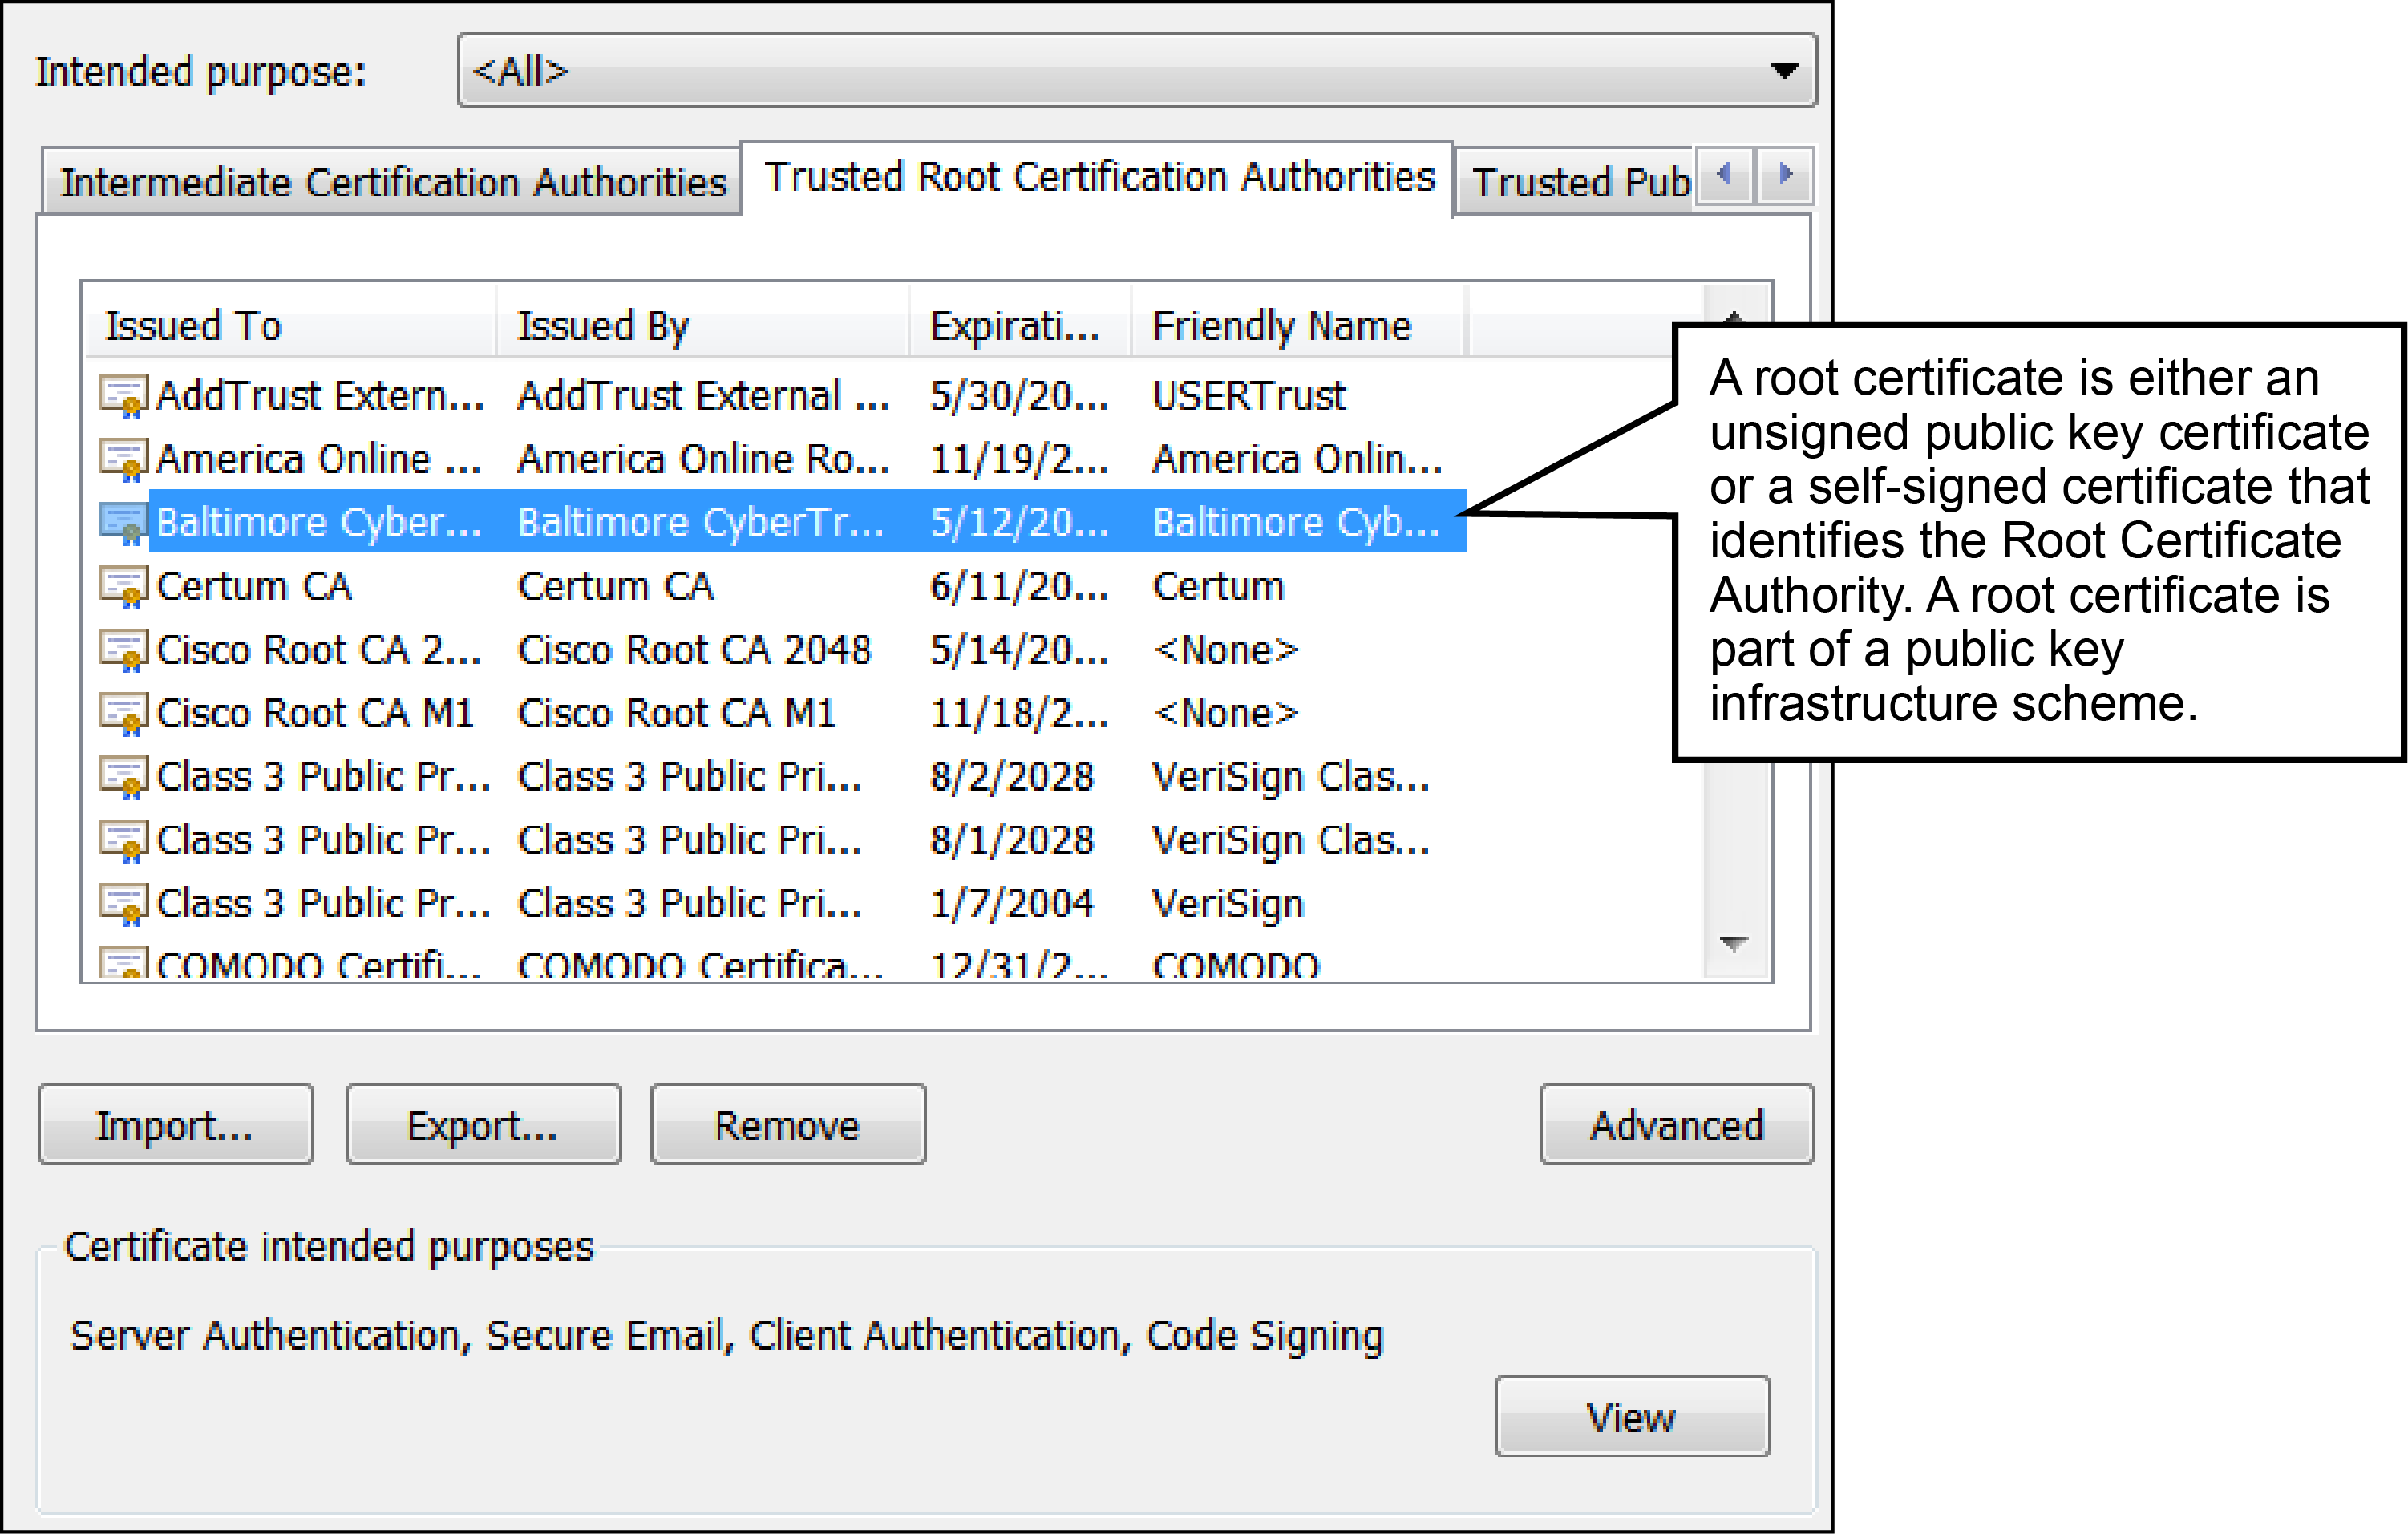 Intended purpose: <All>
Intermediate Certification Authorities Trusted Root Certification Authorities Trusted Pub
Issued To Issued By Expirati... Friendly Name
AddTrust Extern... AddTrust External ... 5/30/20... USERTrust
America Online ... America Online Ro... 11/19/2... America Onlin...
Baltimore Cyber... Baltimore CyberTr... 5/12/20... Baltimore Cyb...
Certum CA Certum CA 6/11/20... Certum
Cisco Root CA 2... Cisco Root CA 2048 5/14/20... <None>
Cisco Root CA M1 Cisco Root CA M1 11/18/2... <None>
Class 3 Public Pr... Class 3 Public Pri... 8/2/2028 VeriSign Clas...
Class 3 Public Pr... Class 3 Public Pri... 8/1/2028 VeriSign Clas...
Class 3 Public Pr... Class 3 Public Pri... 1/7/2004 VeriSign
COMODO Certifi... COMODO Certifica... 12/31/2... COMODO
A root certificate is either an
unsigned public key certificate
or a self-signed certificate that
identifies the Root Certificate
Authority. A root certificate is
part of a public key
infrastructure scheme.
Import... Export... Remove Advanced
Certificate intended purposes
Server Authentication, Secure Email, Client Authentication, Code Signing
View